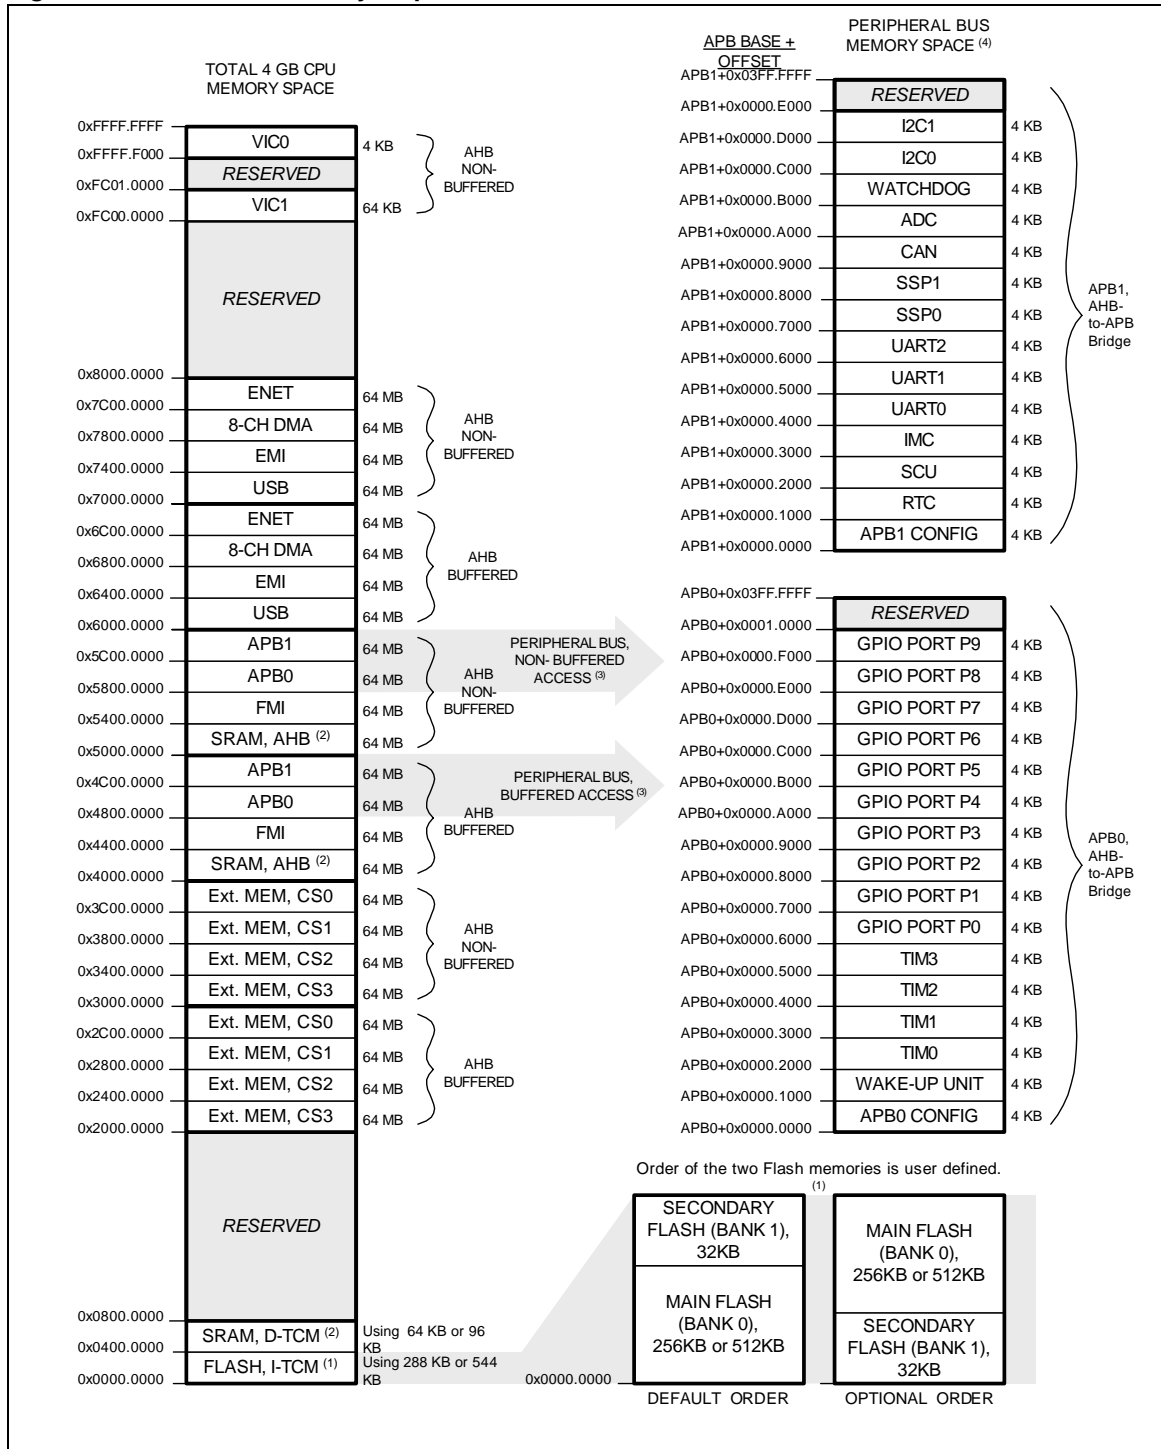 TOTAL 4 GB CPU
MEMORY SPACE
0xFFFF.FFFF
VIC0
4 KB
0xFFFF.F000
RESERVED
0xFC01.0000
VIC1
64 KB
0xFC00.0000
AHB
NON-
BUFFERED
RESERVED
0x8000.0000
ENET
64 MB
0x7C00.0000
8-CH DMA
64 MB
0x7800.0000
EMI
64 MB
0x7400.0000
USB
64 MB
0x7000.0000
AHB
NON-
BUFFERED
ENET
64 MB
0x6C00.0000
8-CH DMA
64 MB
0x6800.0000
EMI
64 MB
0x6400.0000
USB
64 MB
0x6000.0000
AHB
BUFFERED
APB1
64 MB
0x5C00.0000
APB0
64 MB
0x5800.0000
FMI
64 MB
0x5400.0000
SRAM, AHB (2)
64 MB
0x5000.0000
AHB
NON-
BUFFERED
PERIPHERAL BUS,
NON- BUFFERED
ACCESS (3)
APB1
64 MB
0x4C00.0000
APB0
64 MB
0x4800.0000
FMI
64 MB
0x4400.0000
SRAM, AHB (2)
64 MB
0x4000.0000
AHB
BUFFERED
PERIPHERAL BUS,
BUFFERED ACCESS (3)
Ext. MEM, CS0
64 MB
0x3C00.0000
Ext. MEM, CS1
64 MB
0x3800.0000
Ext. MEM, CS2
64 MB
0x3400.0000
Ext. MEM, CS3
64 MB
0x3000.0000
AHB
NON-
BUFFERED
Ext. MEM, CS0
64 MB
0x2C00.0000
Ext. MEM, CS1
64 MB
0x2800.0000
Ext. MEM, CS2
64 MB
0x2400.0000
Ext. MEM, CS3
64 MB
0x2000.0000
AHB
BUFFERED
RESERVED
0x0800.0000
SRAM, D-TCM (2)
Using 64 KB or 96
KB
0x0400.0000
FLASH, I-TCM (1)
Using 288 KB or 544
KB
0x0000.0000
APB BASE +
OFFSET
PERIPHERAL BUS
MEMORY SPACE (4)
APB1+0x03FF.FFFF
RESERVED
APB1+0x0000.E000
I2C1
4 KB
APB1+0x0000.D000
I2C0
4 KB
APB1+0x0000.C000
WATCHDOG
4 KB
APB1+0x0000.B000
ADC
4 KB
APB1+0x0000.A000
CAN
4 KB
APB1+0x0000.9000
SSP1
4 KB
APB1+0x0000.8000
SSP0
4 KB
APB1+0x0000.7000
UART2
4 KB
APB1+0x0000.6000
UART1
4 KB
APB1+0x0000.5000
UART0
4 KB
APB1+0x0000.4000
IMC
4 KB
APB1+0x0000.3000
SCU
4 KB
APB1+0x0000.2000
RTC
4 KB
APB1+0x0000.1000
APB1 CONFIG
4 KB
APB1+0x0000.0000
APB1,
AHB-
to-APB
Bridge
APB0+0x03FF.FFFF
RESERVED
APB0+0x0001.0000
GPIO PORT P9
4 KB
APB0+0x0000.F000
GPIO PORT P8
4 KB
APB0+0x0000.E000
GPIO PORT P7
4 KB
APB0+0x0000.D000
GPIO PORT P6
4 KB
APB0+0x0000.C000
GPIO PORT P5
4 KB
APB0+0x0000.B000
GPIO PORT P4
4 KB
APB0+0x0000.A000
GPIO PORT P3
4 KB
APB0+0x0000.9000
GPIO PORT P2
4 KB
APB0+0x0000.8000
GPIO PORT P1
4 KB
APB0+0x0000.7000
GPIO PORT P0
4 KB
APB0+0x0000.6000
TIM3
4 KB
APB0+0x0000.5000
TIM2
4 KB
APB0+0x0000.4000
TIM1
4 KB
APB0+0x0000.3000
TIM0
4 KB
APB0+0x0000.2000
WAKE-UP UNIT
4 KB
APB0+0x0000.1000
APB0 CONFIG
4 KB
APB0+0x0000.0000
APB0,
AHB-
to-APB
Bridge
Order of the two Flash memories is user defined.
(1)
SECONDARY
FLASH (BANK 1),
32KB
MAIN FLASH
(BANK 0),
256KB or 512KB
0x0000.0000
DEFAULT ORDER
MAIN FLASH
(BANK 0),
256KB or 512KB
SECONDARY
FLASH (BANK 1),
32KB
OPTIONAL ORDER